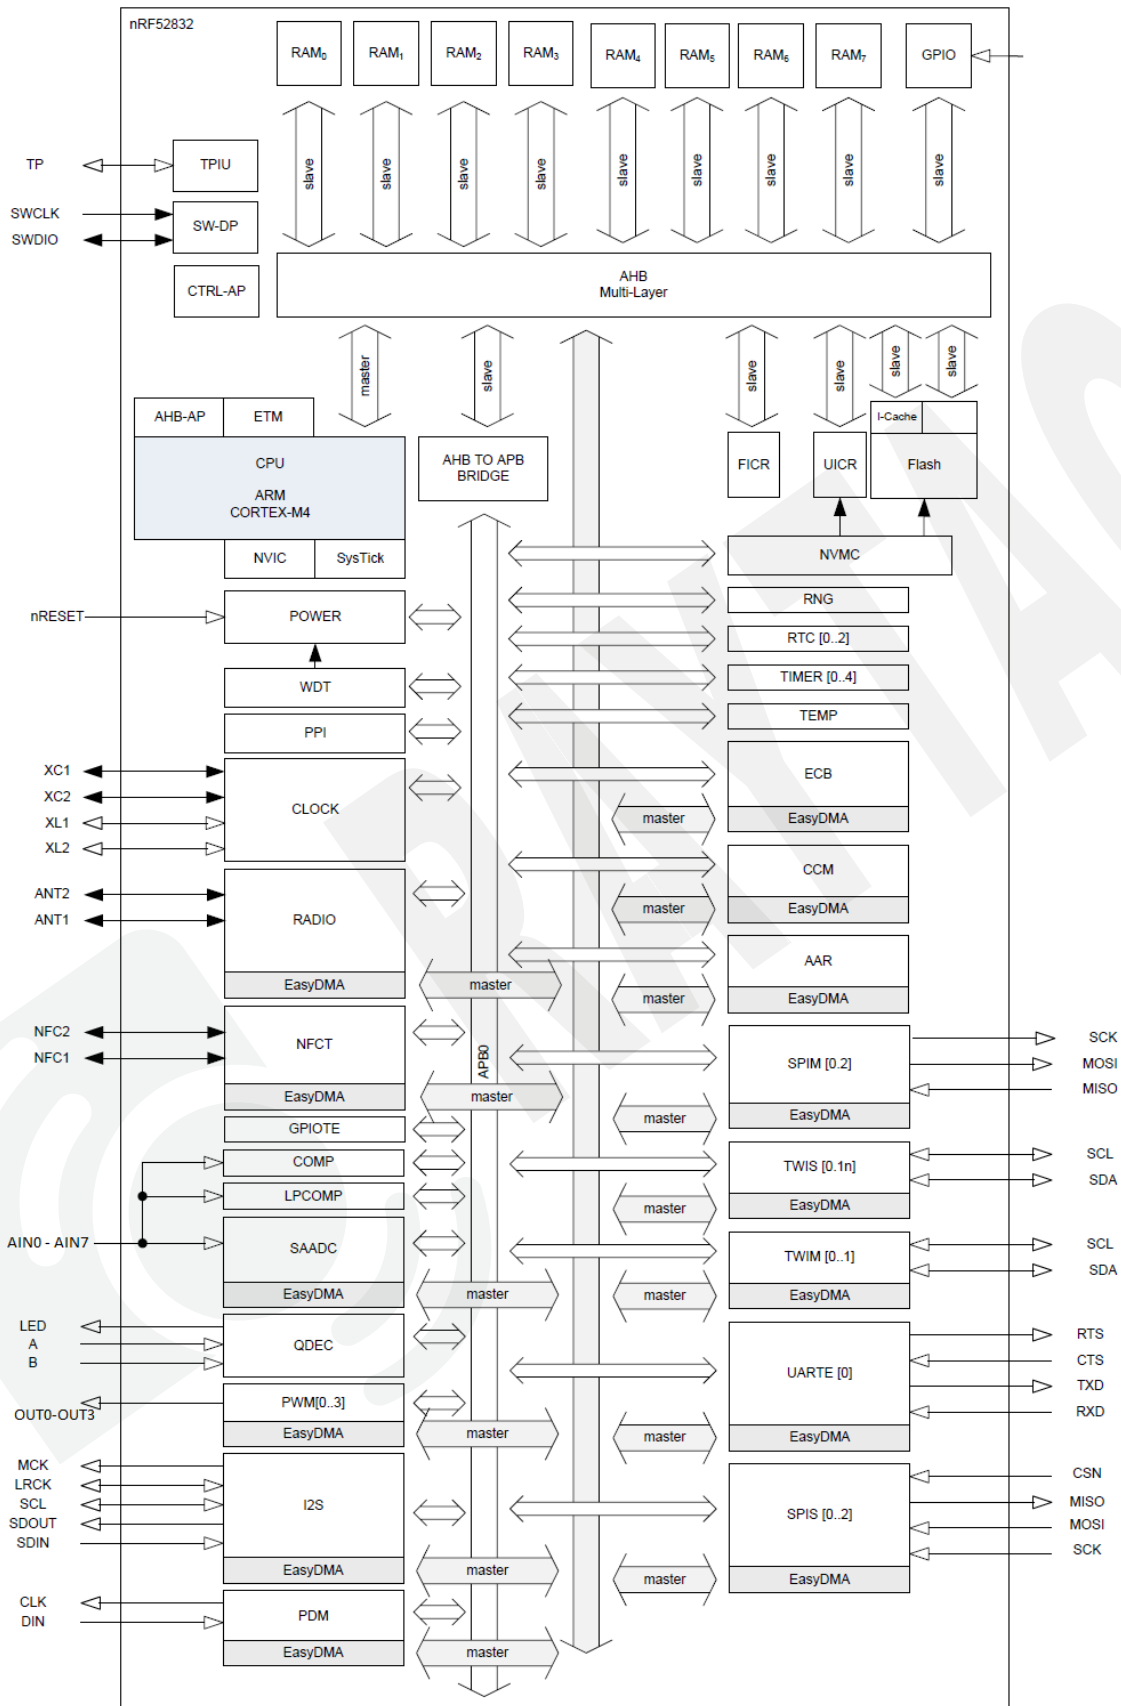 nRF52832
RAM0 RAM1 RAM2 RAM3 RAM4 RAM5 RAM6 RAM7 GPIO
slave slave slave slave slave slave slave slave slave
TP TPIU
SWCLK
SWDIO
SW-DP
CTRL-AP
AHB
Multi-Layer
master slave slave slave slave slave
AHB-AP ETM
CPU
ARM
CORTEX-M4
NVIC SysTick
AHB TO APB
BRIDGE
FICR UICR
I-Cache
Flash
NVMC
nRESET POWER
RNG
RTC [0..2]
WDT
TIMER [0..4]
PPI
TEMP
XC1
XC2
XL1
XL2
CLOCK
ECB
master EasyDMA
ANT2
ANT1
RADIO
EasyDMA master
CCM
master EasyDMA
AAR
master EasyDMA
NFC2
NFC1
NFCT
EasyDMA master
APB0
SPIM [0.2]
master EasyDMA
SCK
MOSI
MISO
GPIOTE
COMP
LPCOMP
AIN0 - AIN7
SAADC
EasyDMA master
TWIS [0.1n]
master EasyDMA
SCL
SDA
TWIM [0..1]
master EasyDMA
SCL
SDA
LED
A
B
QDEC
OUT0-OUT3
PWM[0..3]
EasyDMA master
UARTE [0]
master EasyDMA
RTS
CTS
TXD
RXD
MCK
LRCK
SCL
SDOUT
SDIN
I2S
EasyDMA master
SPIS [0..2]
master EasyDMA
CSN
MISO
MOSI
SCK
CLK
DIN
PDM
EasyDMA master
RAYTAC